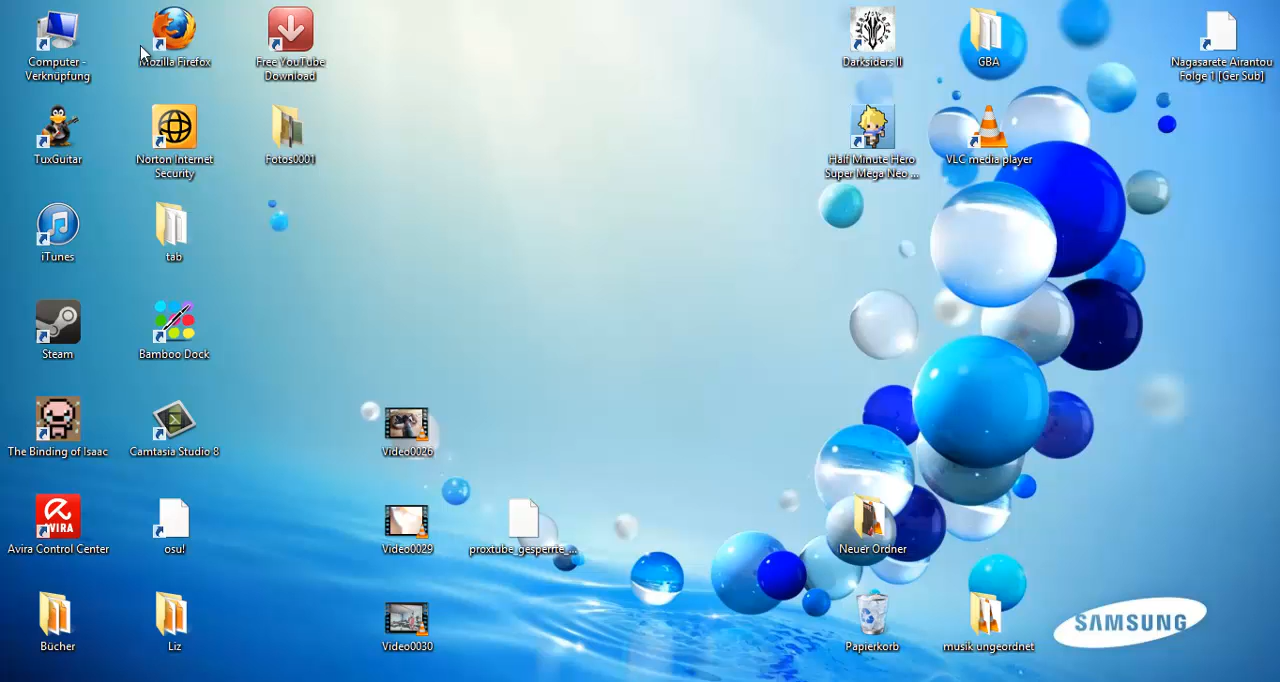 Computer -
Verknüpfung
Mozilla Firefox
Free YouTube
Download
Darksiders II
GBA
Nagasarete Airantou
Folge 1 [Ger Sub]
TuxGuitar
Norton Internet
Security
Fotos0001
Half Minute Hero
Super Mega Neo ...
VLC media player
iTunes
tab
Steam
Bamboo Dock
The Binding of Isaac
Camtasia Studio 8
Video0026
AVIRA
Avira Control Center
osu!
Video0029
proxtube_gesperrte_...
Neuer Ordner
Bücher
Liz
Video0030
Papierkorb
musik ungeordnet
SAMSUNG